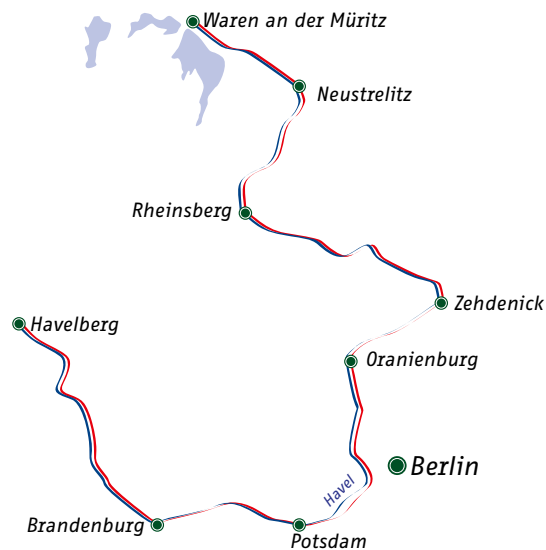 Waren an der Müritz
Neustrelitz
Rheinsberg
Zehdenick
Havelberg
Oranienburg
Berlin
Havel
Brandenburg
Potsdam